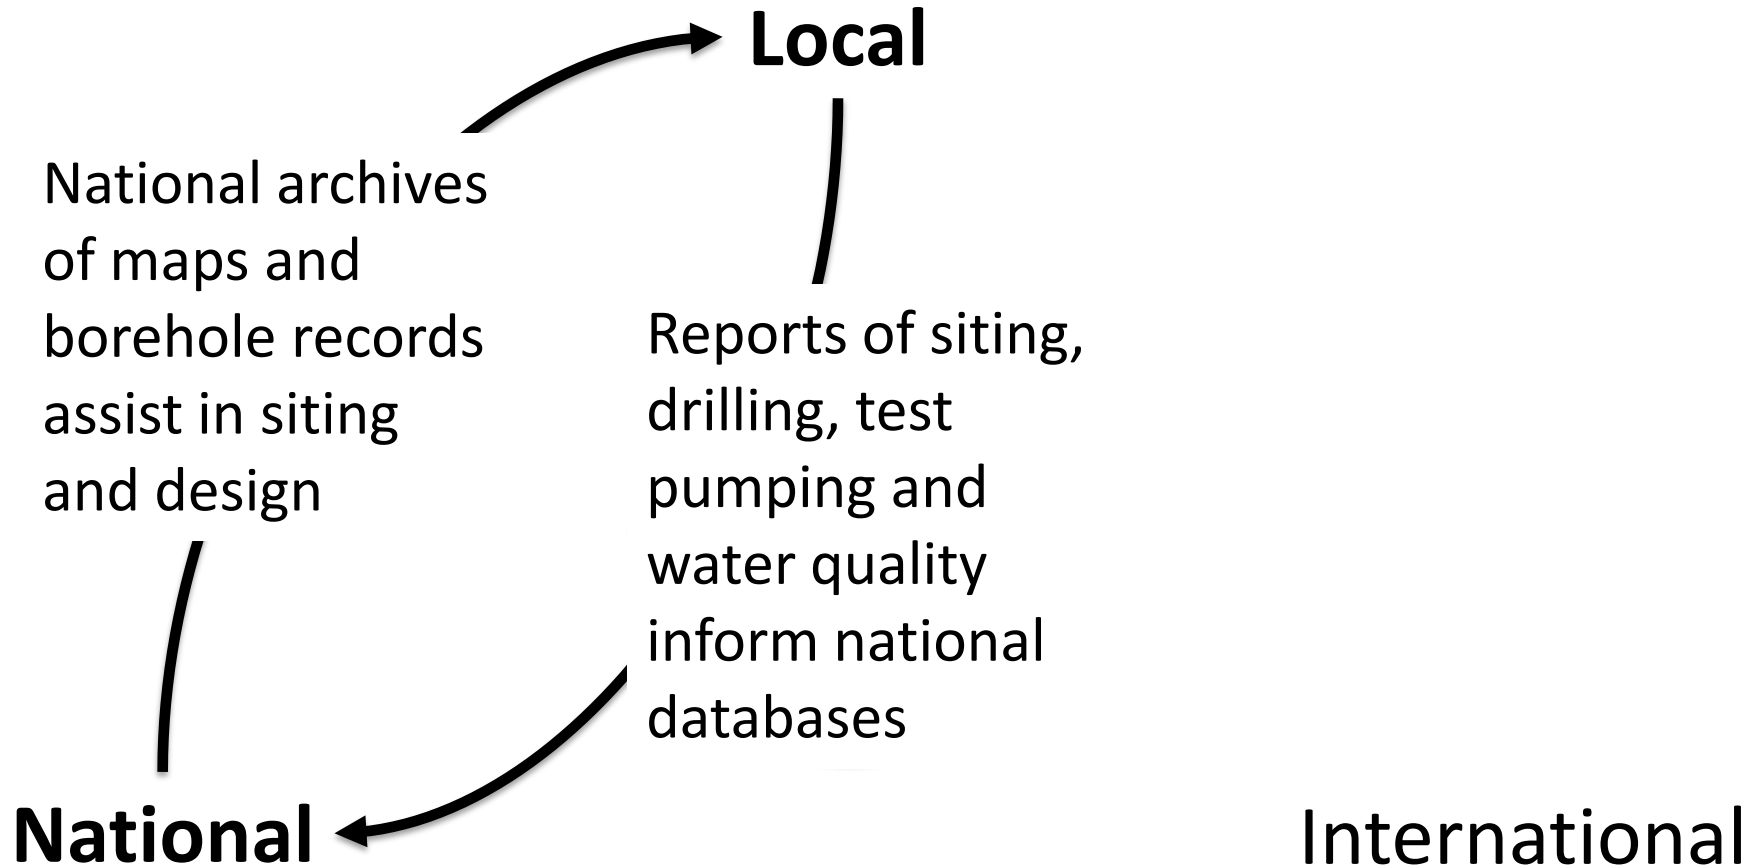 Local
National archives
of maps and
borehole records
assist in siting
and design
Reports of siting,
drilling, test
pumping and
water quality
inform national
databases
National
International